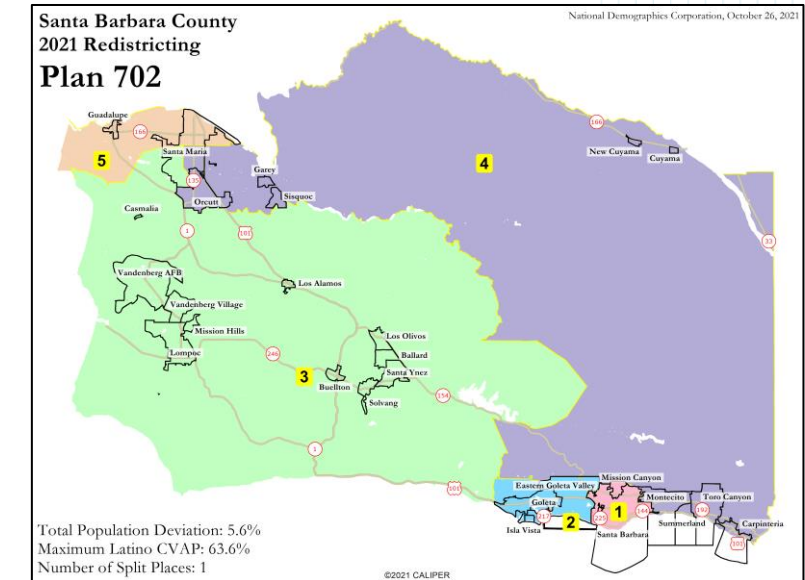 Santa Barbara County
2021 Redistricting
Plan 702
National Demographics Corporation, October 26, 2021
Guadalupe
166
5
Santa Maria
135
Orcutt
Garey
Sisquoc
4
166
New Cuyama
Cuyama
33
Casmalia
1
101
Vandenberg AFB
Los Alamos
Vandenberg Village
Mission Hills
Lompoc
246
3
Los Olivos
Ballard
Santa Ynez
Buellton
Solvang
154
1
101
Mission Canyon
Eastern Goleta Valley
Montecito
Toro Canyon
Goleta
217
2
225
1
144
192
Isla Vista
Santa Barbara
Summerland
Carpinteria
101
Total Population Deviation: 5.6%
Maximum Latino CVAP: 63.6%
Number of Split Places: 1
©2021 CALIPER